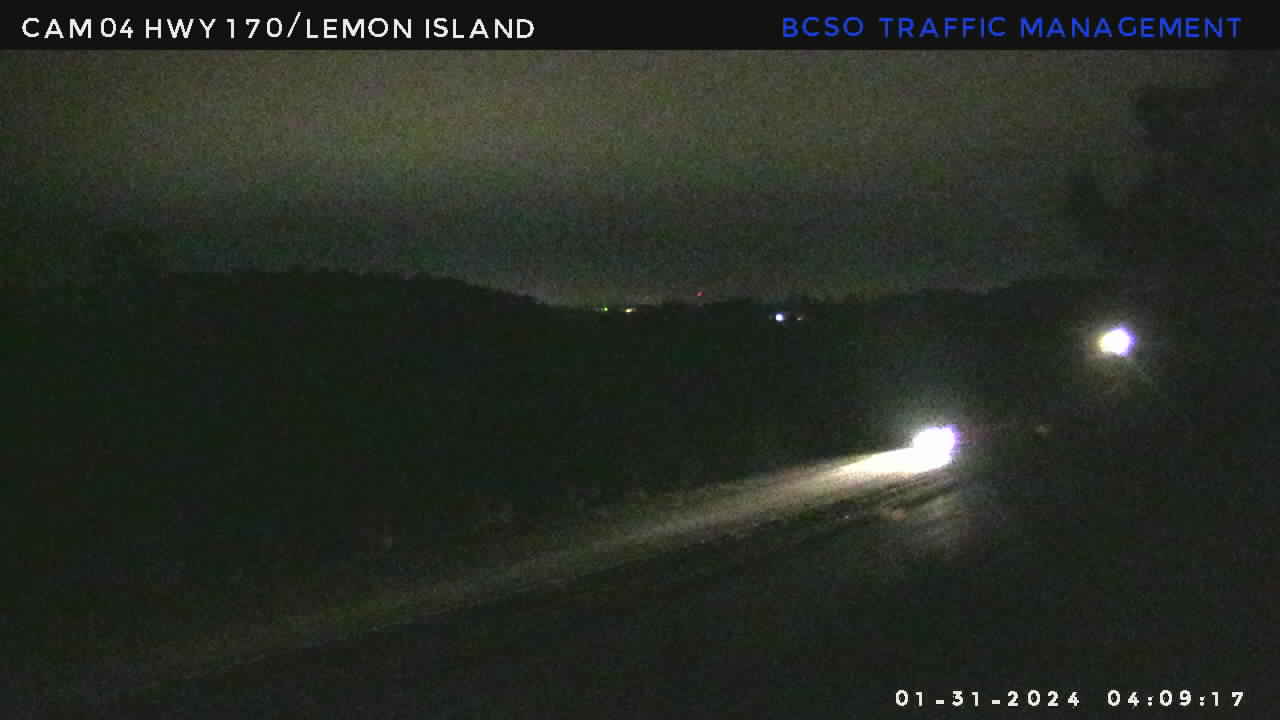 CAM04 HWY 170/LEMON ISLAND
BCSO TRAFFIC MANAGEMENT
01-31-2024 04:09:17